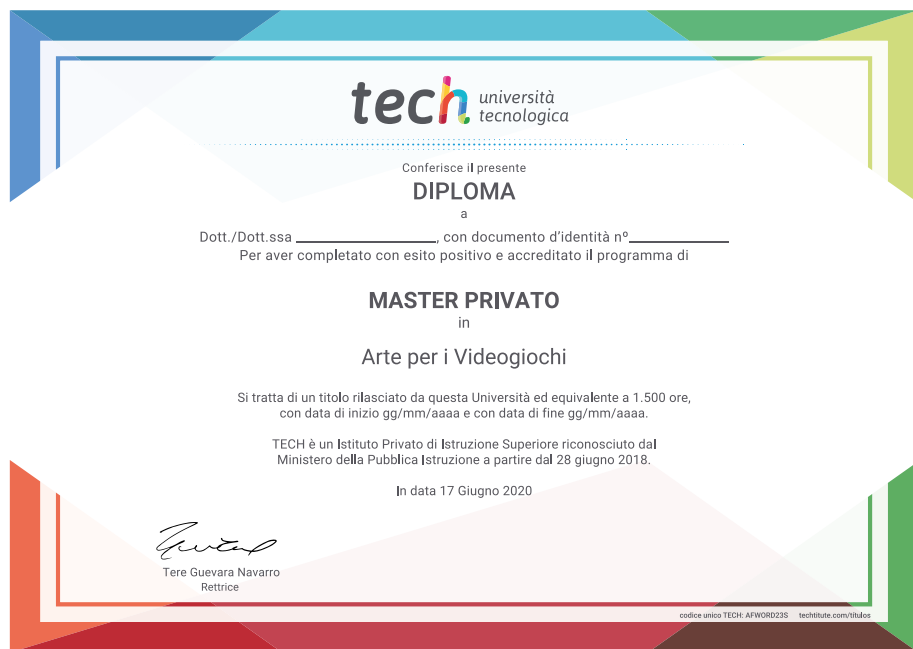 tech università
tecnologica
Conferisce il presente
DIPLOMA
a
Dott./Dott.ssa ________________, con documento d'identità nº___________
Per aver completato con esito positivo e accreditato il programma di
MASTER PRIVATO
in
Arte per i Videogiochi
Si tratta di un titolo rilasciato da questa Università ed equivalente a 1.500 ore,
con data di inizio gg/mm/aaaa e con data di fine gg/mm/aaaa.
TECH è un Istituto Privato di Istruzione Superiore riconosciuto dal
Ministero della Pubblica Istruzione a partire dal 28 giugno 2018.
In data 17 Giugno 2020
Tere Guevara Navarro
Rettrice
codice unico TECH: AFWORD23S techtitute.com/titulos